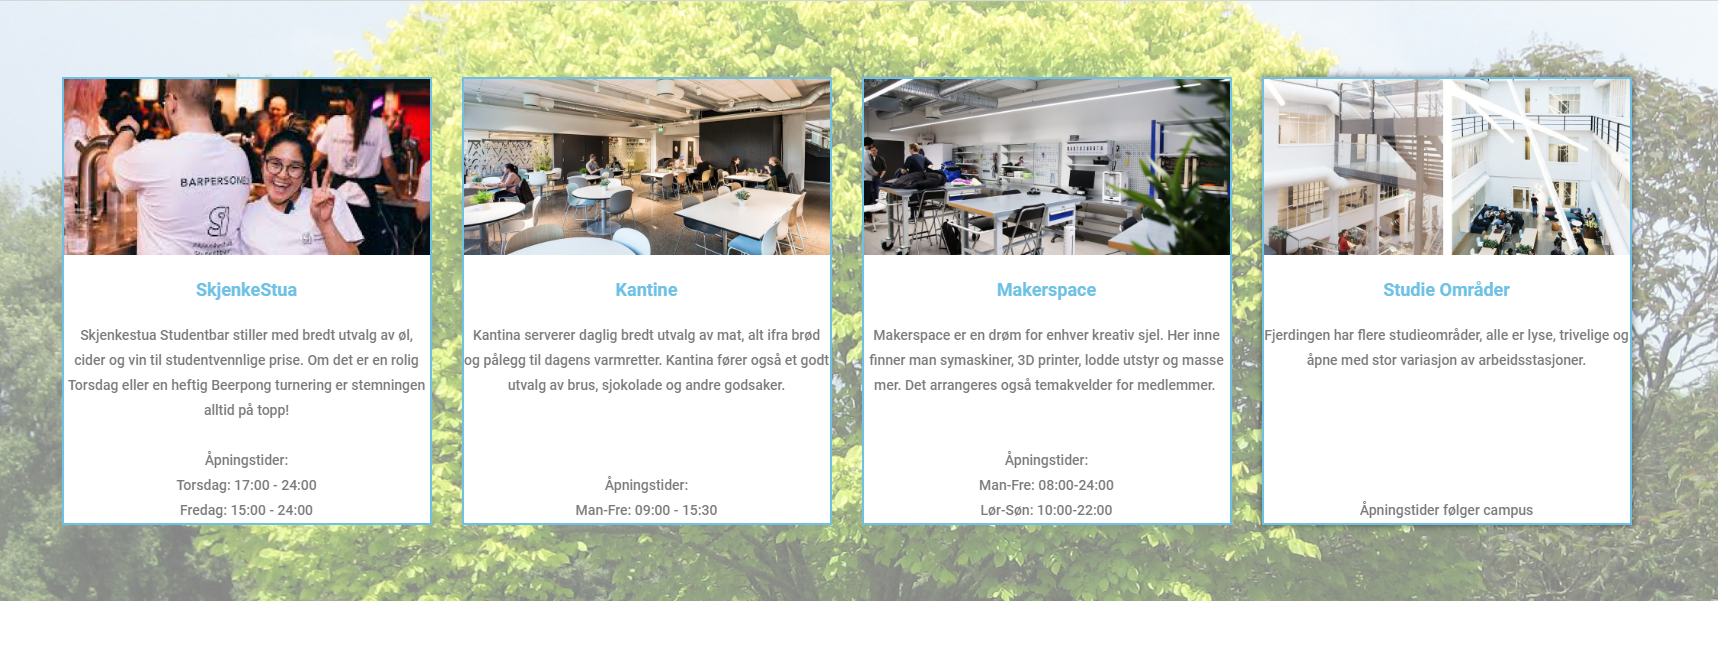 BARPERSONELL
SkjenkeStua
Skjenkestua Studentbar stiller med bredt utvalg av øl,
cider og vin til studentvennlige prise. Om det er en rolig
Torsdag eller en heftig Beerpong turnering er stemningen
alltid på topp!
Åpningstider:
Torsdag: 17:00 - 24:00
Fredag: 15:00 - 24:00
Kantine
Kantina serverer daglig bredt utvalg av mat, alt ifra brød
og pålegg til dagens varmretter. Kantina fører også et godt
utvalg av brus, sjokolade og andre godsaker.
Åpningstider:
Man-Fre: 09:00 - 15:30
Makerspace
Makerspace er en drøm for enhver kreativ sjel. Her inne
finner man symaskiner, 3D printer, lodde utstyr og masse
mer. Det arrangeres også temakvelder for medlemmer.
Åpningstider:
Man-Fre: 08:00-24:00
Lør-Søn: 10:00-22:00
Studie Områder
Fjerdingen har flere studieområder, alle er lyse, trivelige og
åpne med stor variasjon av arbeidsstasjoner.
Åpningstider følger campus